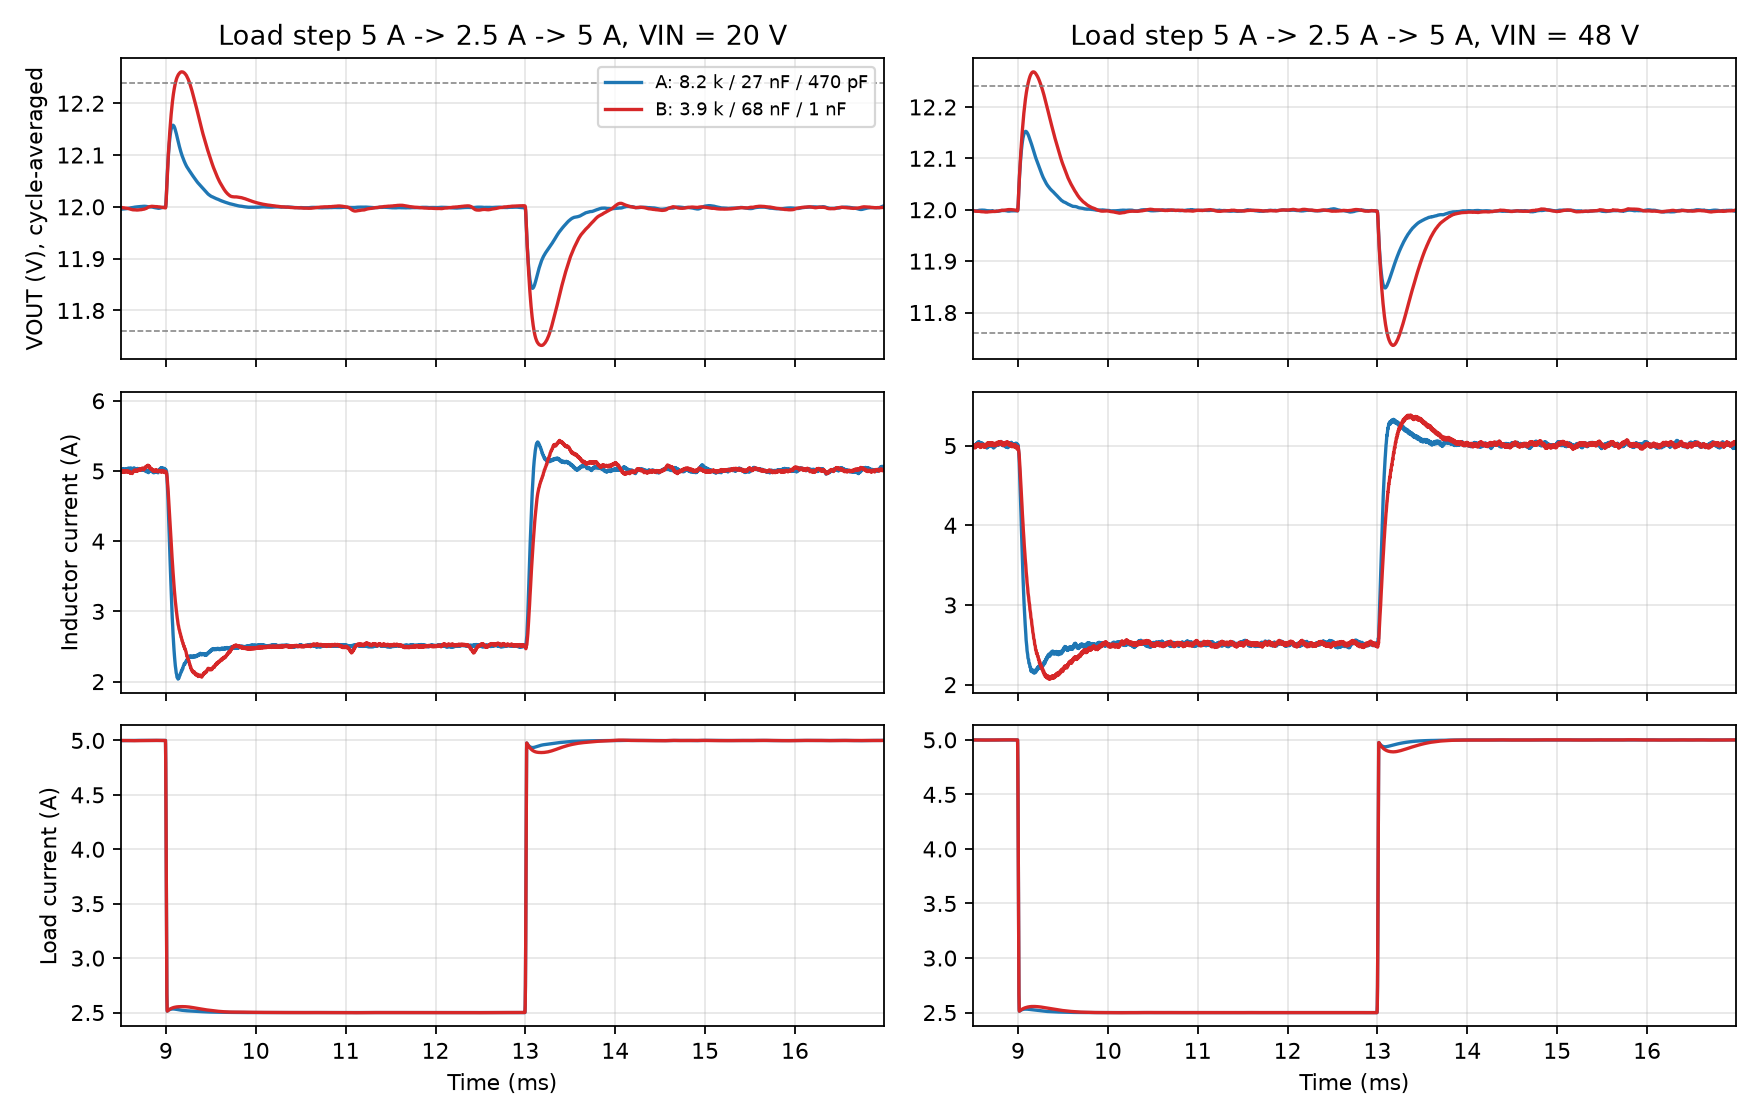 Load step 5 A -> 2.5 A -> 5 A, VIN = 20 V
Load step 5 A -> 2.5 A -> 5 A, VIN = 48 V
A: 8.2 k / 27 nF / 470 pF
B: 3.9 k / 68 nF / 1 nF
VOUT (V), cycle-averaged
12.2
12.1
12.0
11.9
11.8
12.2
12.1
12.0
11.9
11.8
Inductor current (A)
6
5
4
3
2
5
4
3
2
Load current (A)
5.0
4.5
4.0
3.5
3.0
2.5
5.0
4.5
4.0
3.5
3.0
2.5
9 10 11 12 13 14 15 16
9 10 11 12 13 14 15 16
Time (ms)
Time (ms)